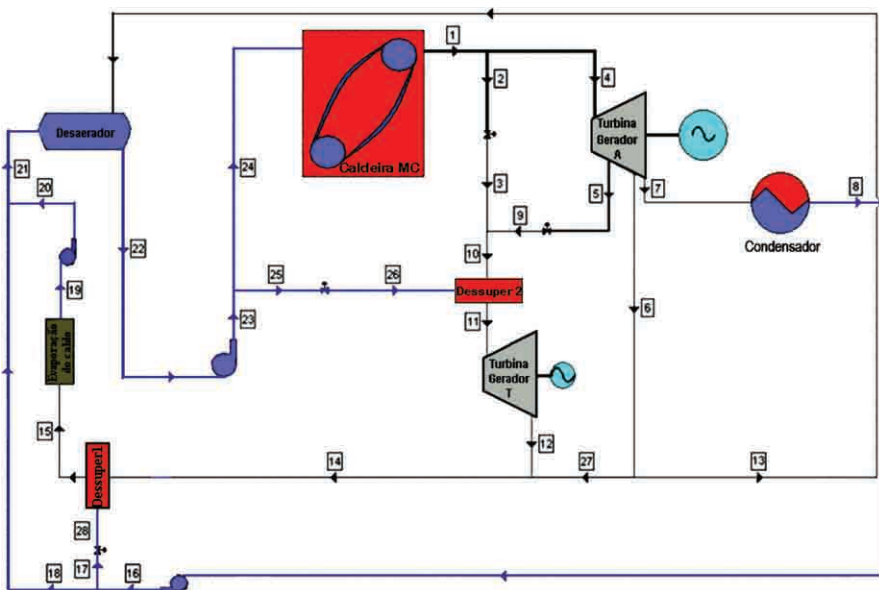 1
2
4
Desaerador
Turbina
Gerador
A
Caldeira MC
21
20
24
3
5
7
8
22
9
Condensador
10
19
25
26
Dessuper 2
23
11
6
Evaporação
do caldo
Turbina
Gerador
T
15
12
14
27
13
Dessuper1
28
18
17
16